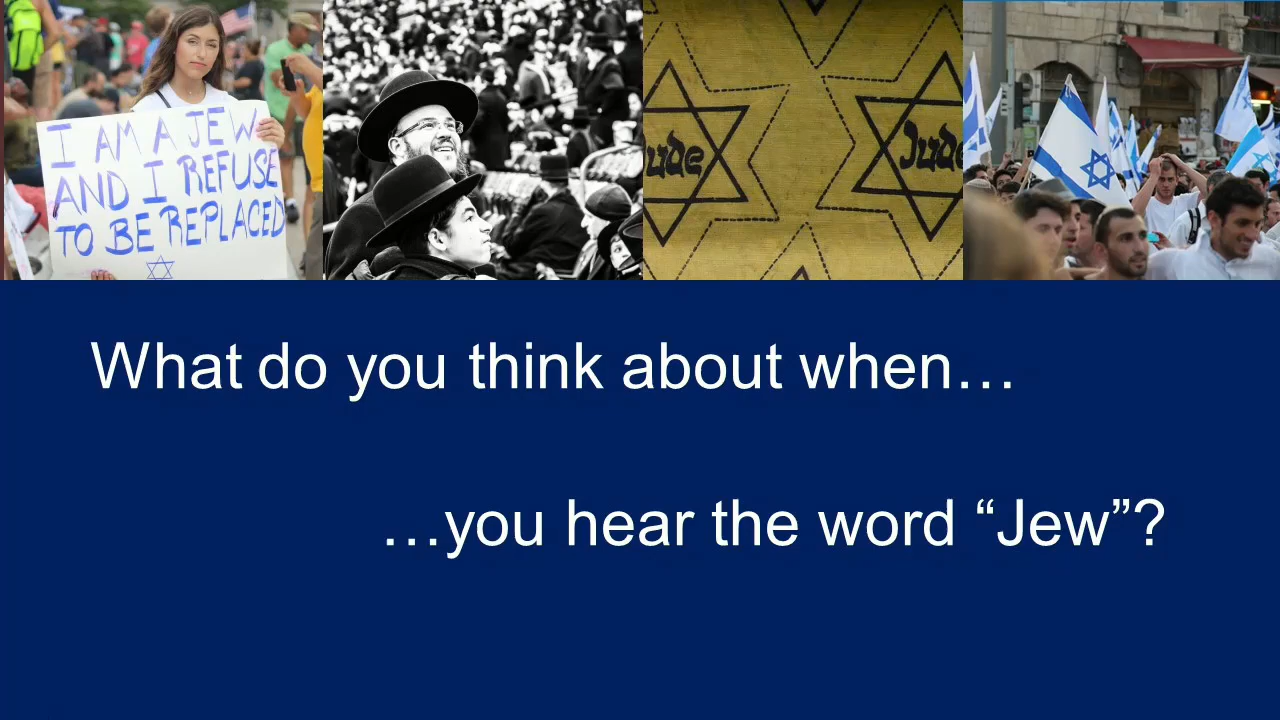 I AM A JEW
AND I REFUSE
TO BE REPLACED
Jude
What do you think about when…
…you hear the word “Jew”?